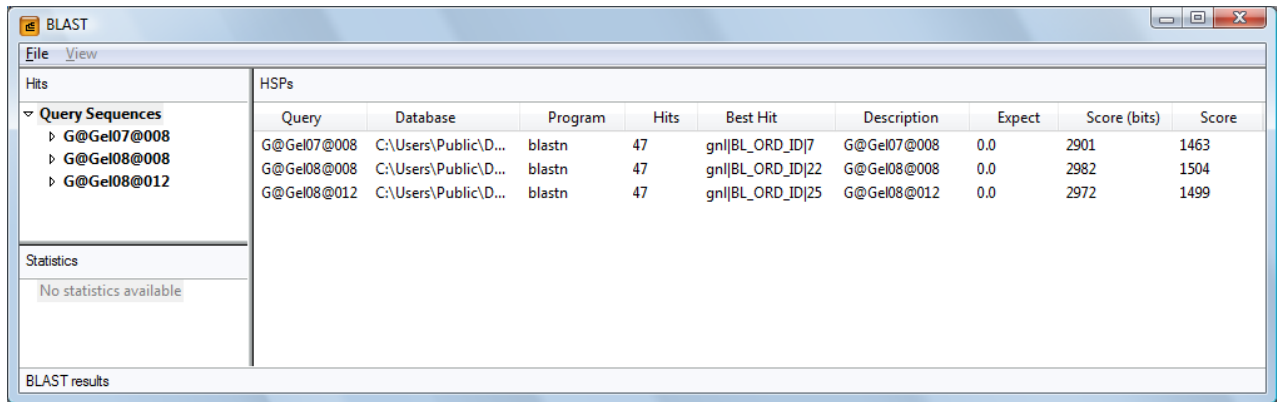 BLAST
File View
Hits
HSPs
Query Sequences
G@Gel07@008
G@Gel08@008
G@Gel08@012
Query Database Program Hits Best Hit Description Expect Score (bits) Score
G@Gel07@008 C:\Users\Public\D... blastn 47 gnl|BL_ORD_ID|7 G@Gel07@008 0.0 2901 1463
G@Gel08@008 C:\Users\Public\D... blastn 47 gnl|BL_ORD_ID|22 G@Gel08@008 0.0 2982 1504
G@Gel08@012 C:\Users\Public\D... blastn 47 gnl|BL_ORD_ID|25 G@Gel08@012 0.0 2972 1499
Statistics
No statistics available
BLAST results